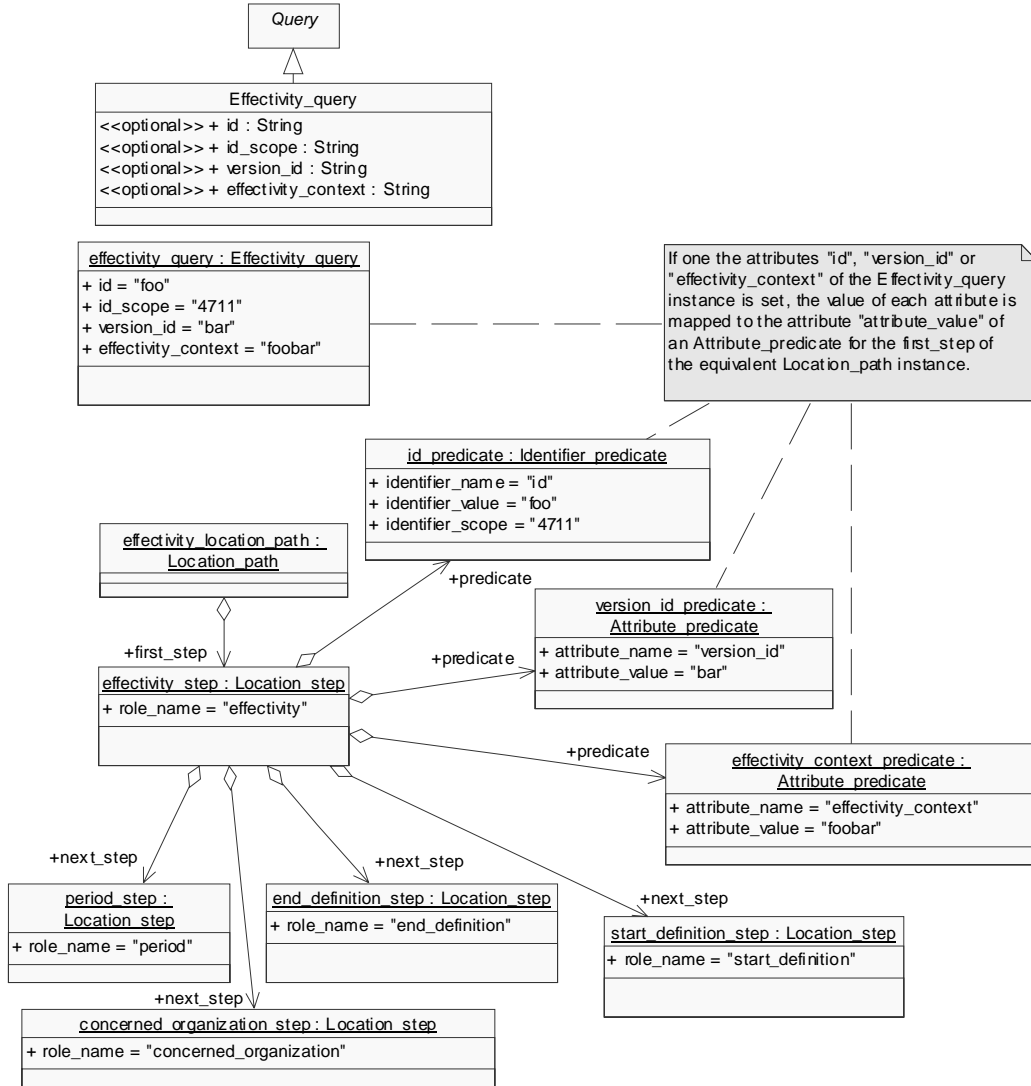 Query
Effectivity_query
<<optional>> + id : String
<<optional>> + id_scope : String
<<optional>> + version_id : String
<<optional>> + effectivity_context : String
effectivity_query : Effectivity_query
+ id = "foo"
+ id_scope = "4711"
+ version_id = "bar"
+ effectivity_context = "foobar"
If one the attributes "id", "version_id" or
"effectivity_context" of the Effectivity_query
instance is set, the value of each attribute is
mapped to the attribute "attribute_value" of
an Attribute_predicate for the first_step of
the equivalent Location_path instance.
id_predicate : Identifier_predicate
+ identifier_name = "id"
+ identifier_value = "foo"
+ identifier_scope = "4711"
effectivity_location_path :
Location_path
+predicate
version_id_predicate :
Attribute_predicate
+ attribute_name = "version_id"
+ attribute_value = "bar"
+first_step
+predicate
effectivity_step : Location_step
+ role_name = "effectivity"
+predicate
effectivity_context_predicate :
Attribute_predicate
+ attribute_name = "effectivity_context"
+ attribute_value = "foobar"
+next_step
+next_step
period_step :
Location_step
+ role_name = "period"
end_definition_step : Location_step
+ role_name = "end_definition"
+next_step
start_definition_step : Location_step
+ role_name = "start_definition"
+next_step
concerned_organization_step : Location_step
+ role_name = "concerned_organization"